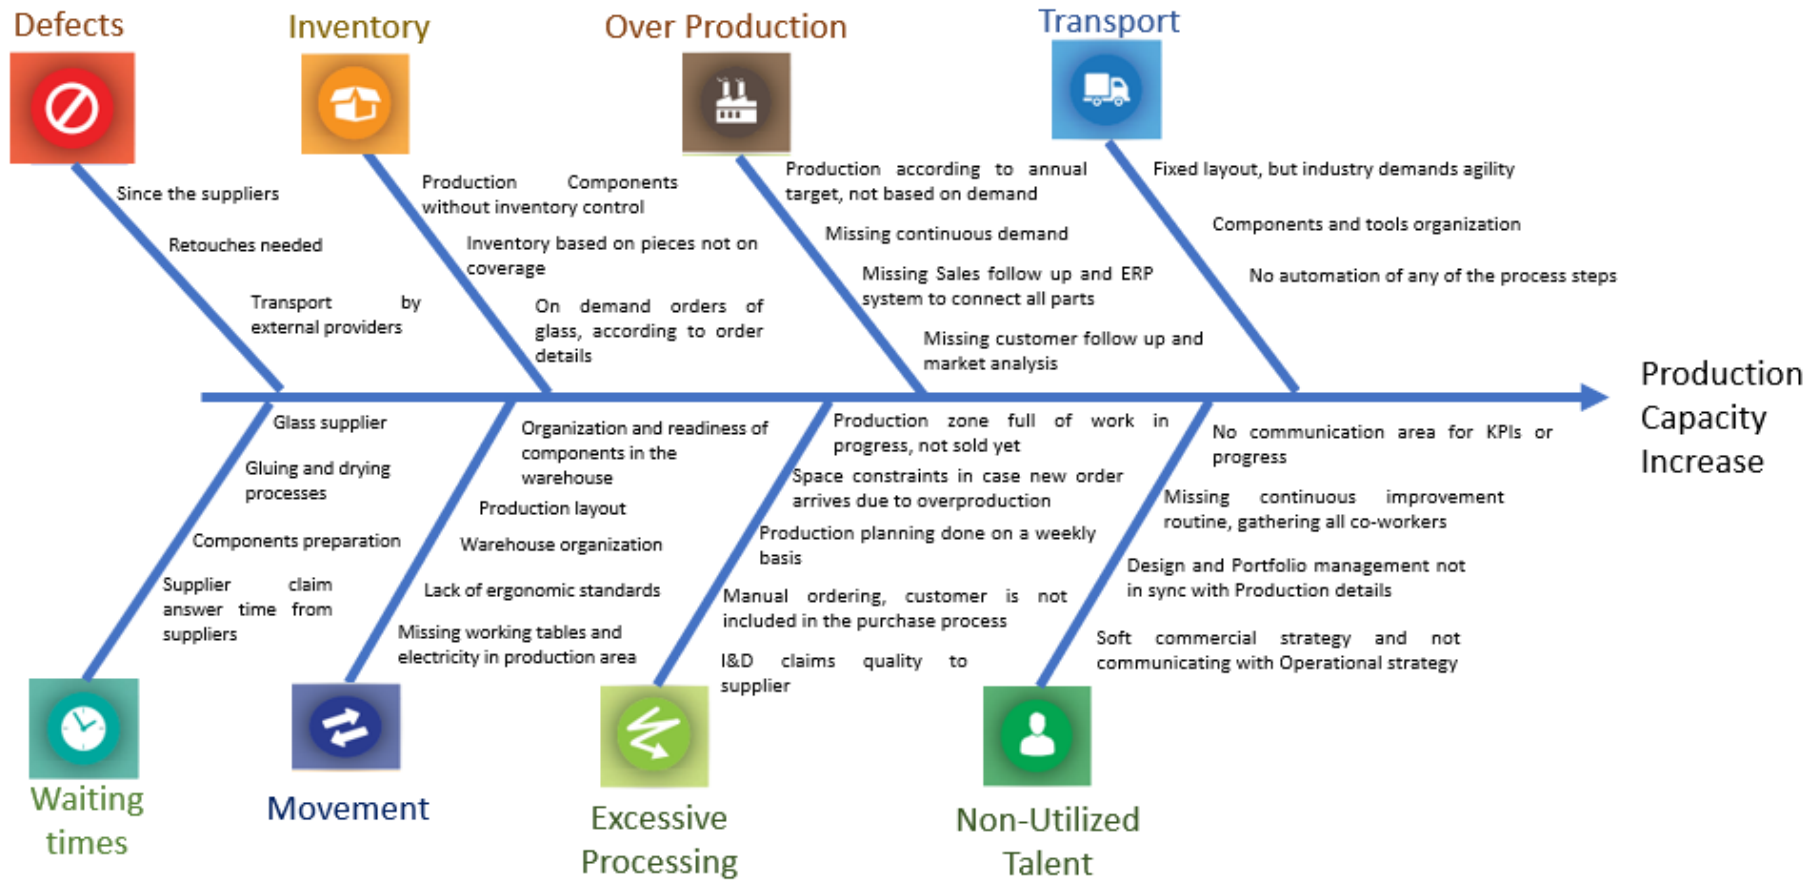 Defects
Since the suppliers
Retouches needed
Transport by
external providers
Inventory
Production Components
without inventory control
Inventory based on pieces not on
coverage
On demand orders of
glass, according to order
details
Over Production
Production according to annual
target, not based on demand
Missing continuous demand
Missing Sales follow up and ERP
system to connect all parts
Missing customer follow up and
market analysis
Transport
Fixed layout, but industry demands agility
Components and tools organization
No automation of any of the process steps
Production
Capacity
Increase
Glass supplier
Gluing and drying
processes
Components preparation
Supplier claim
answer time from
suppliers
Waiting
times
Organization and readiness of
components in the
warehouse
Production layout
Warehouse organization
Lack of ergonomic standards
Missing working tables and
electricity in production area
Movement
Production zone full of work in
progress, not sold yet
Space constraints in case new order
arrives due to overproduction
Production planning done on a weekly
basis
Manual ordering, customer is not
included in the purchase process
I&D claims quality to
supplier
Excessive
Processing
No communication area for KPIs or
progress
Missing continuous improvement
routine, gathering all co-workers
Design and Portfolio management not
in sync with Production details
Soft commercial strategy and not
communicating with Operational strategy
Non-Utilized
Talent